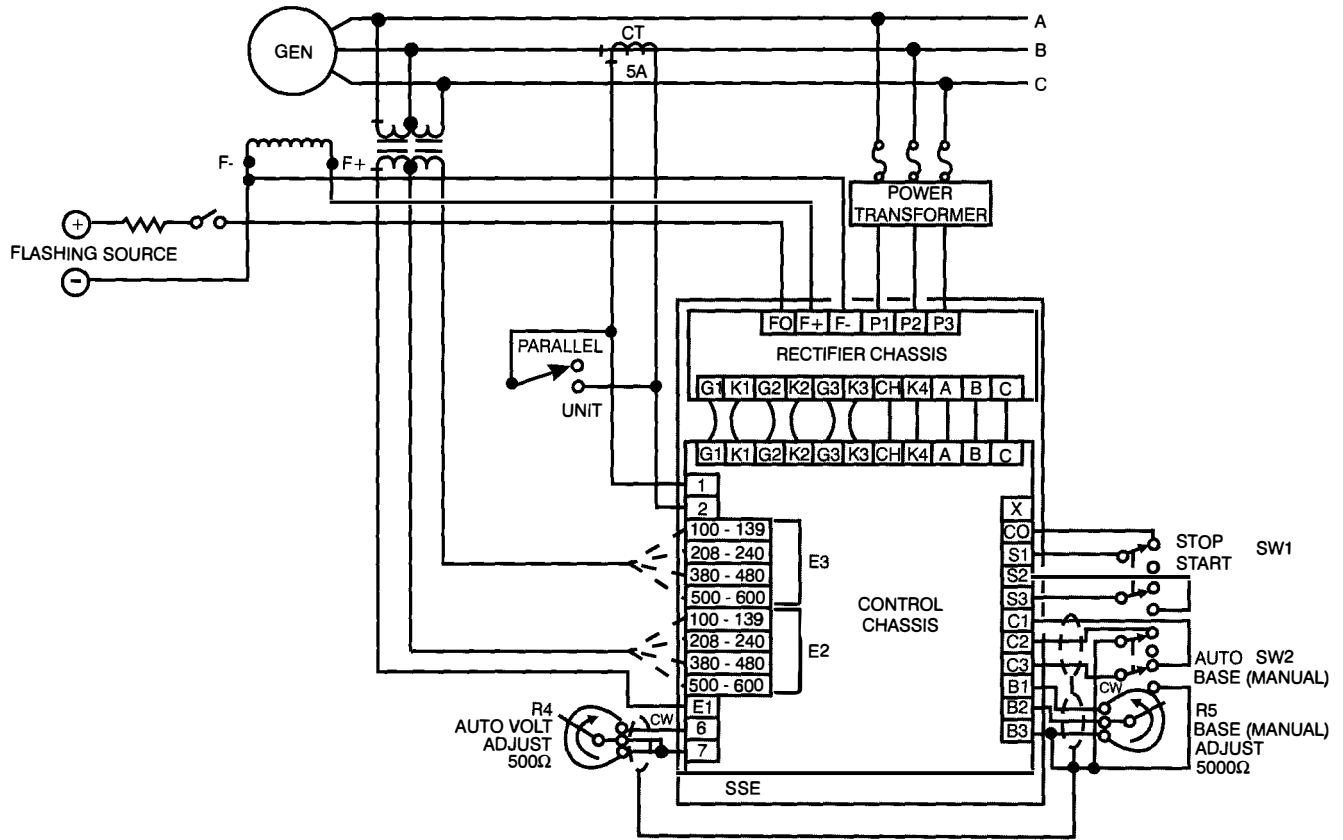 A
CT
GEN
B
5A
C
F-
F+
POWER
TRANSFORMER
+
FLASHING SOURCE
-
FO F+ F- P1 P2 P3
PARALLEL
RECTIFIER CHASSIS
UNIT
G1 K1 G2 K2 G3 K3 CH K4 A B C
G1 K1 G2 K2 G3 K3 CH K4 A B C
1
2
100 - 139
208 - 240
380 - 480
500 - 600
E3
100 - 139
208 - 240
380 - 480
500 - 600
E2
E1
6
7
CONTROL
CHASSIS
X
CO
S1
S2
S3
C1
C2
C3
B1
B2
B3
STOP
START
SW1
AUTO SW2
BASE (MANUAL)
CW
R5
BASE (MANUAL)
ADJUST
5000Ω
R4
AUTO VOLT
ADJUST
500Ω
CW
SSE